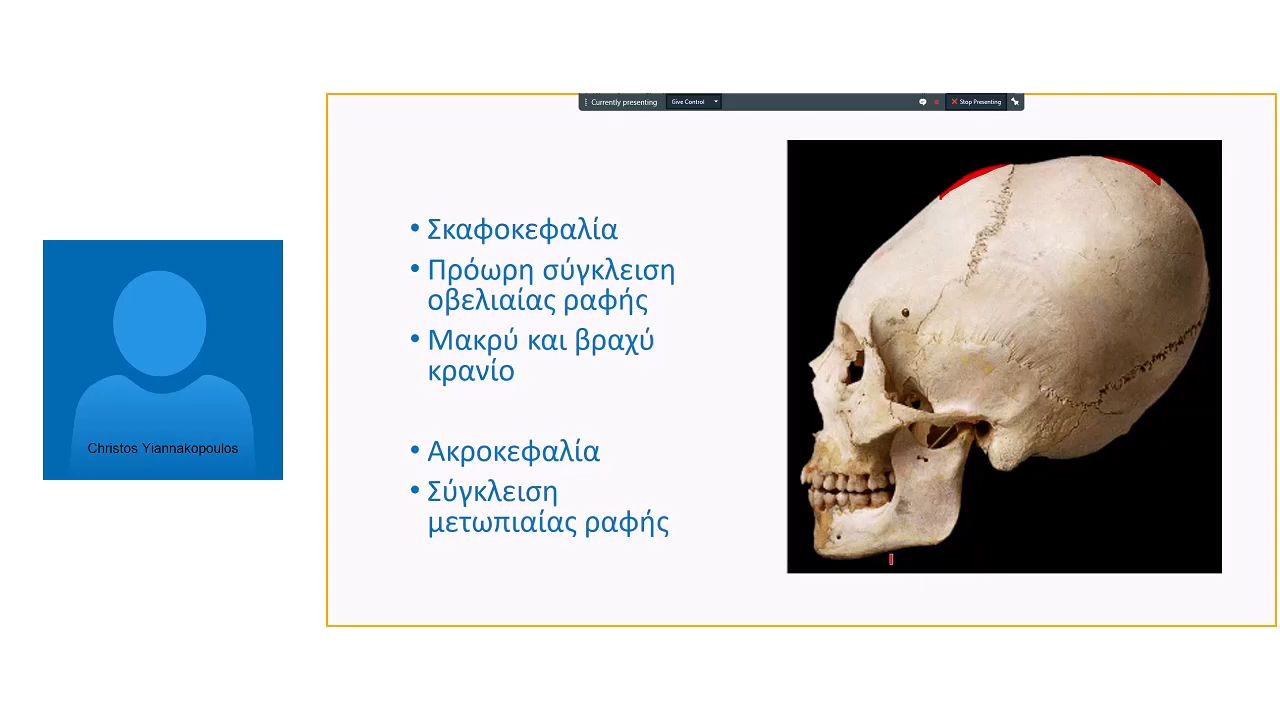 Currently presenting
Give Control
Stop Presenting
• Σκαφοκεφαλία
• Πρόωρη σύγκλειση
οβελιαίας ραφής
• Μακρύ και βραχύ
κρανίο
• Ακροκεφαλία
• Σύγκλειση
μετωπιαίας ραφής
Christos Yiannakopoulos